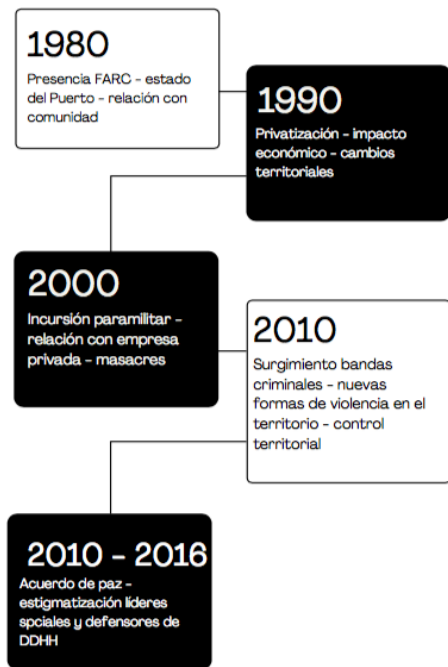 1980
Presencia FARC - estado
del Puerto - relación con
comunidad
1990
Privatización - impacto
económico - cambios
territoriales
2000
Incursión paramilitar -
relación con empresa
privada - masacres
2010
Surgimiento bandas
criminales - nuevas
formas de violencia en el
territorio - control
territorial
2010 - 2016
Acuerdo de paz -
estigmatización líderes
spciales y defensores de
DDHH